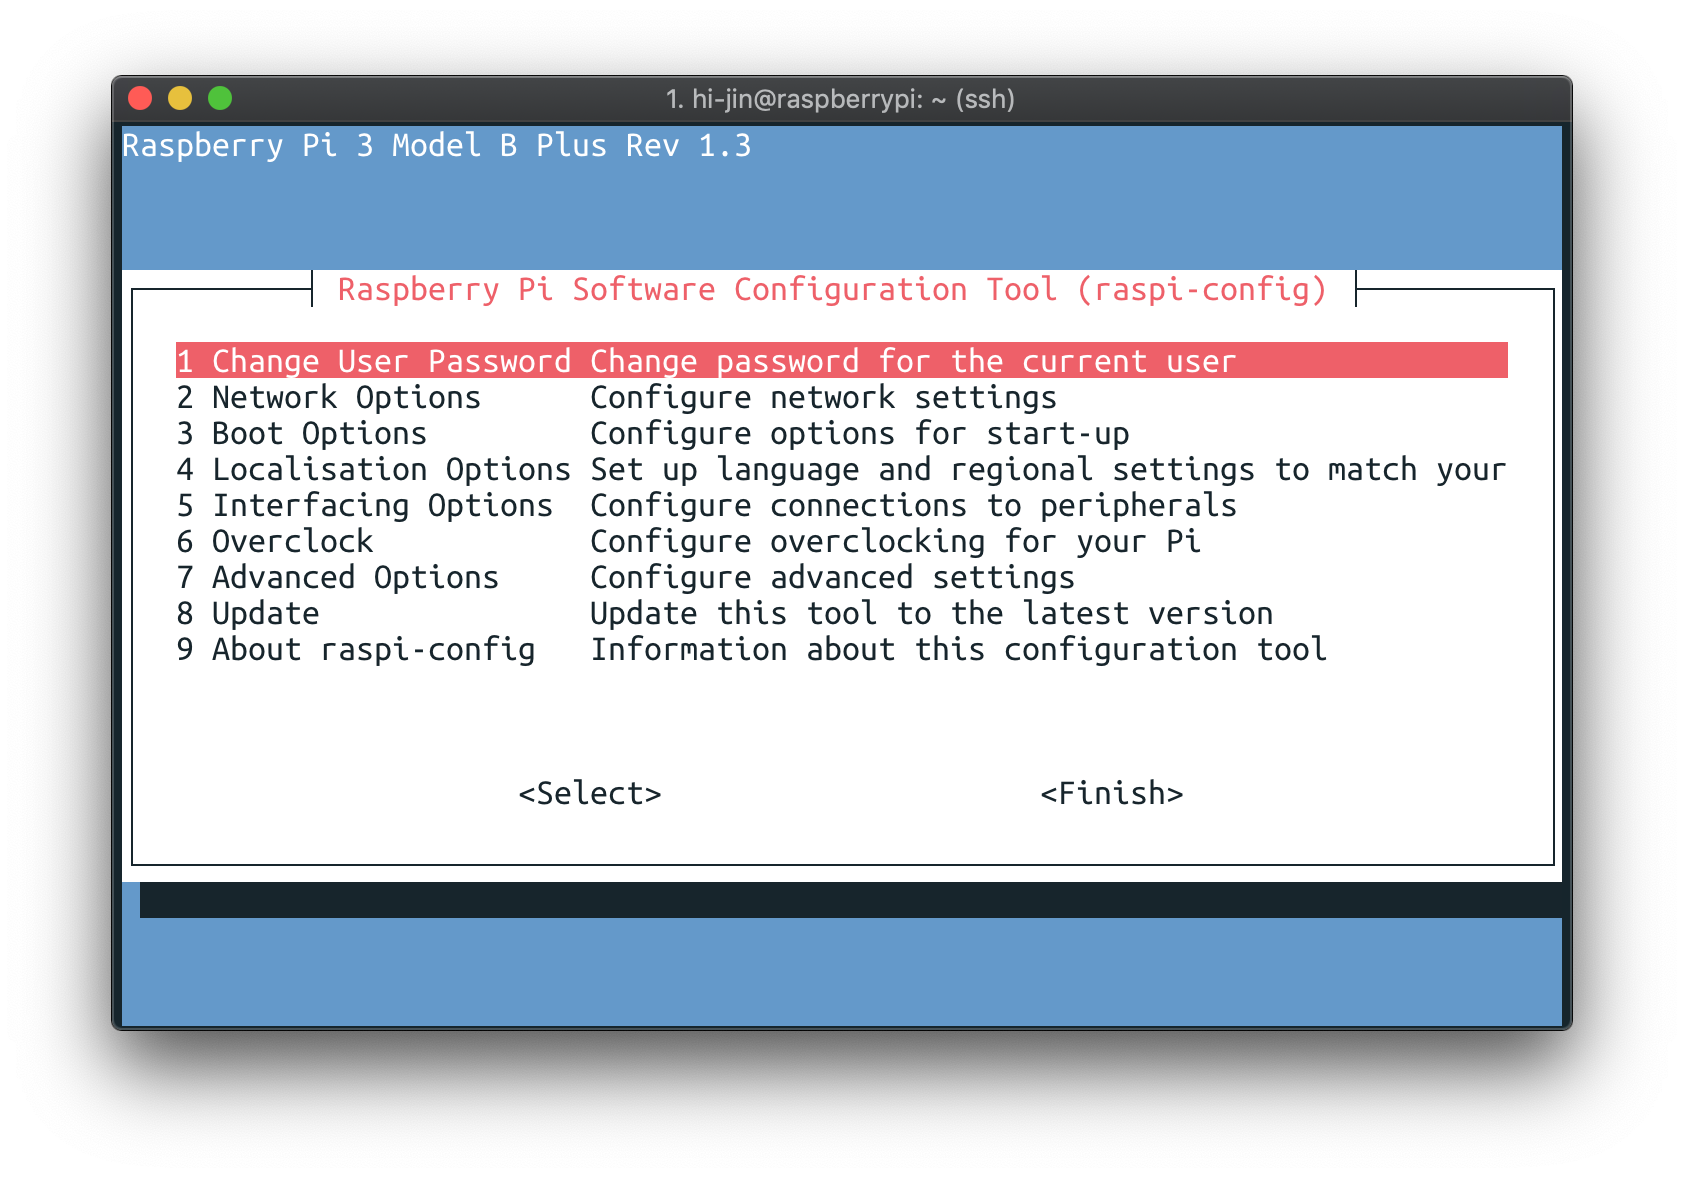 1. hi-jin@raspberrypi: ~ (ssh)
Raspberry Pi 3 Model B Plus Rev 1.3
Raspberry Pi Software Configuration Tool (raspi-config)
1 Change User Password Change password for the current user
2 Network Options Configure network settings
3 Boot Options Configure options for start-up
4 Localisation Options Set up language and regional settings to match your
5 Interfacing Options Configure connections to peripherals
6 Overclock Configure overclocking for your Pi
7 Advanced Options Configure advanced settings
8 Update Update this tool to the latest version
9 About raspi-config Information about this configuration tool
<Select> <Finish>